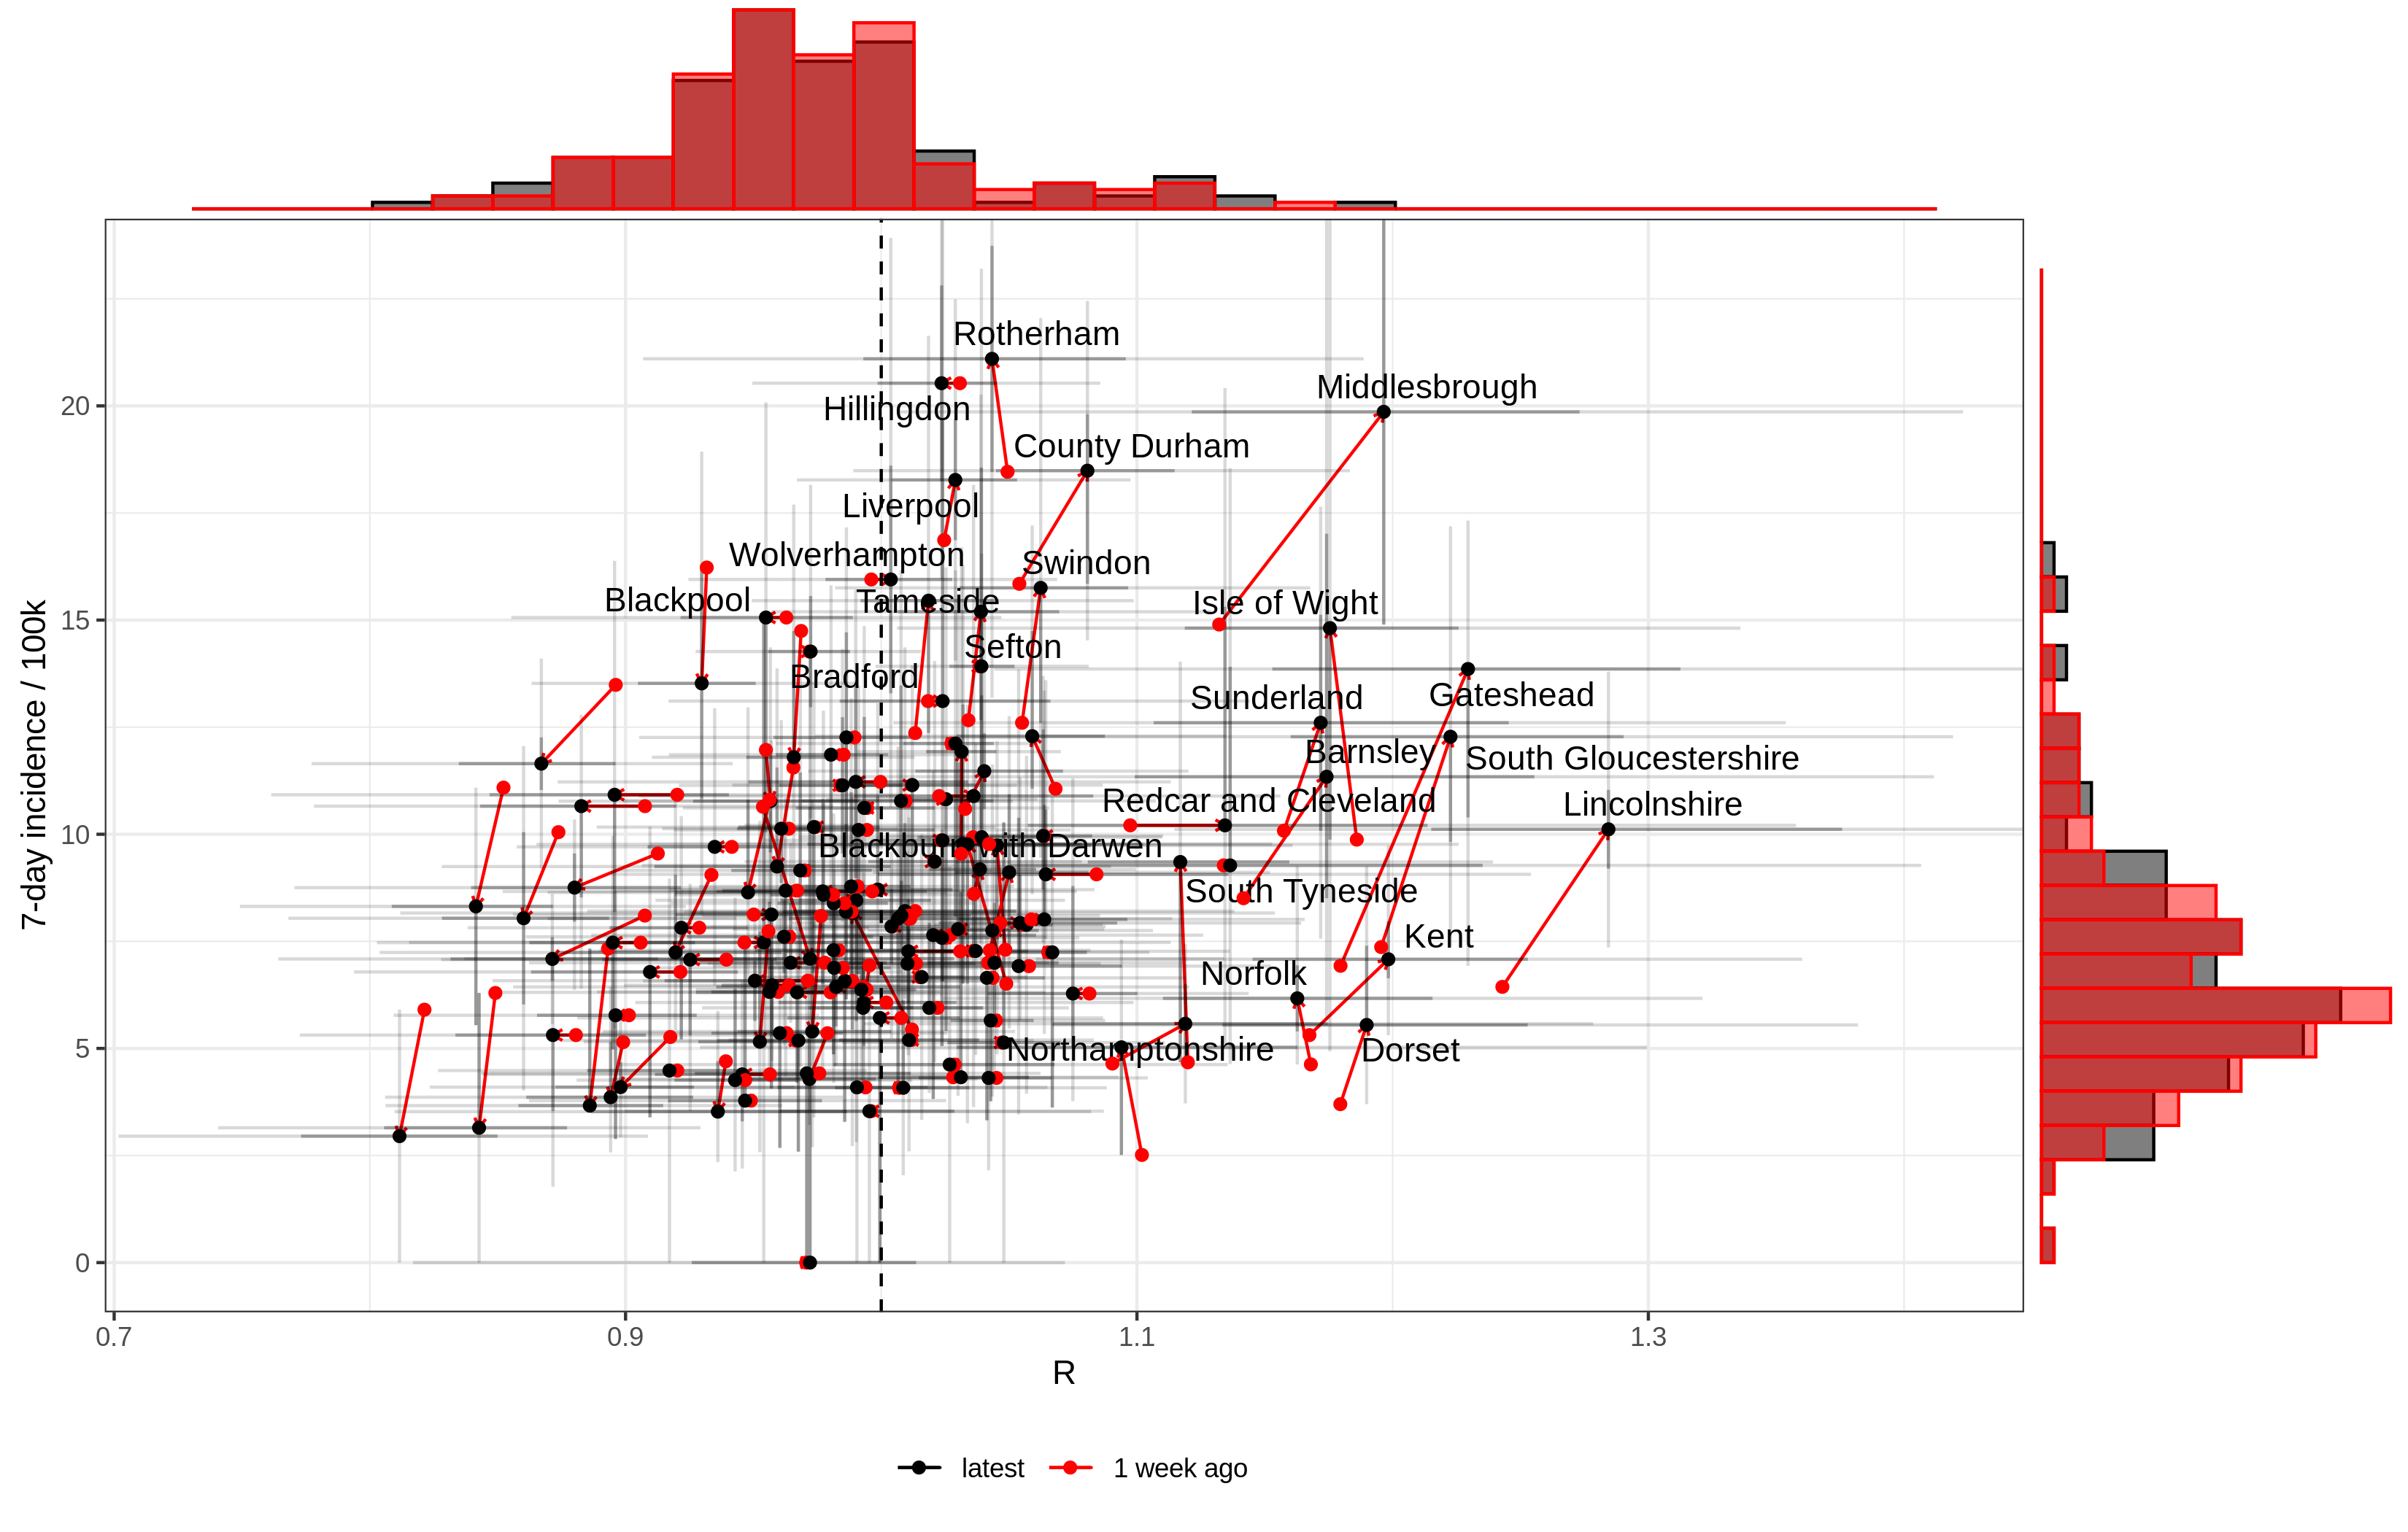 Rotherham
Middlesbrough
20
Hillingdon
County Durham
Liverpool
Wolverhampton
Swindon
Blackpool
Tameside
Isle of Wight
15
Sefton
Bradford
Sunderland
Gateshead
Barnsley
South Gloucestershire
Redcar and Cleveland
Lincolnshire
10
Blackburn with Darwen
7-day incidence / 100k
South Tyneside
Kent
Norfolk
5
Northamptonshire
Dorset
0
0.7
0.9
1.1
1.3
R
latest
1 week ago